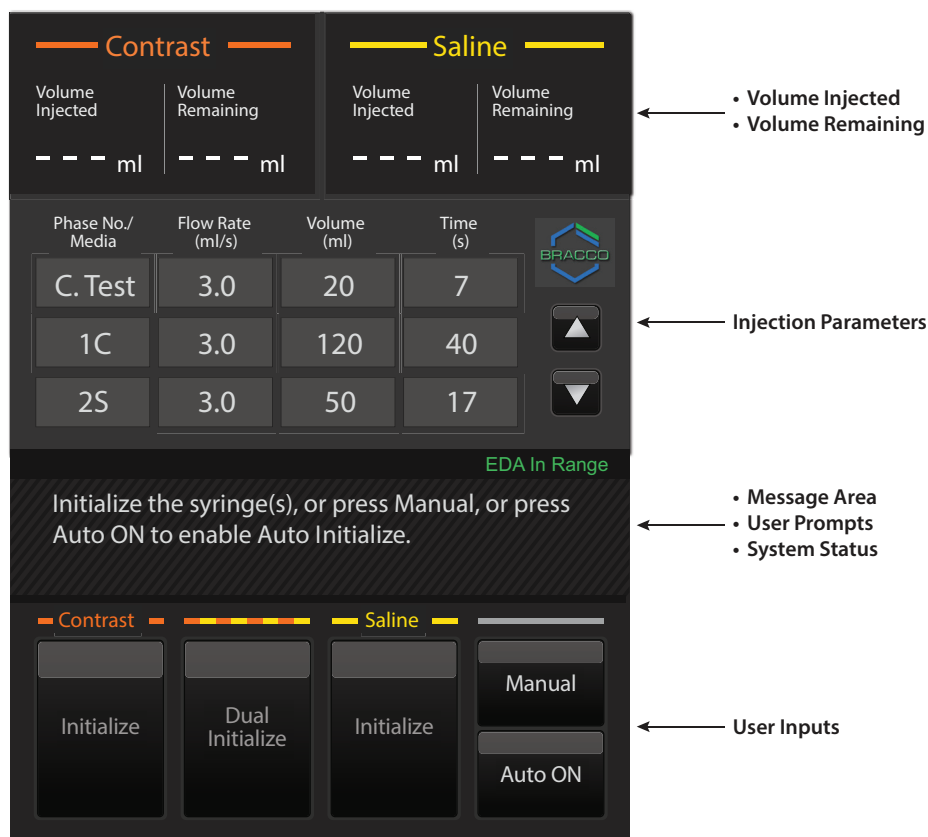 Contrast
Saline
Volume
Injected
Volume
Remaining
Volume
Injected
Volume
Remaining
– – – ml
– – – ml
– – – ml
– – – ml
• Volume Injected
• Volume Remaining
Phase No./
Media
Flow Rate
(ml/s)
Volume
(ml)
Time
(s)
BRACCO
C. Test 3.0 20 7
1C 3.0 120 40
2S 3.0 50 17
Injection Parameters
EDA In Range
Initialize the syringe(s), or press Manual, or press
Auto ON to enable Auto Initialize.
• Message Area
• User Prompts
• System Status
Contrast
Saline
Initialize
Dual
Initialize
Initialize
Manual
Auto ON
User Inputs